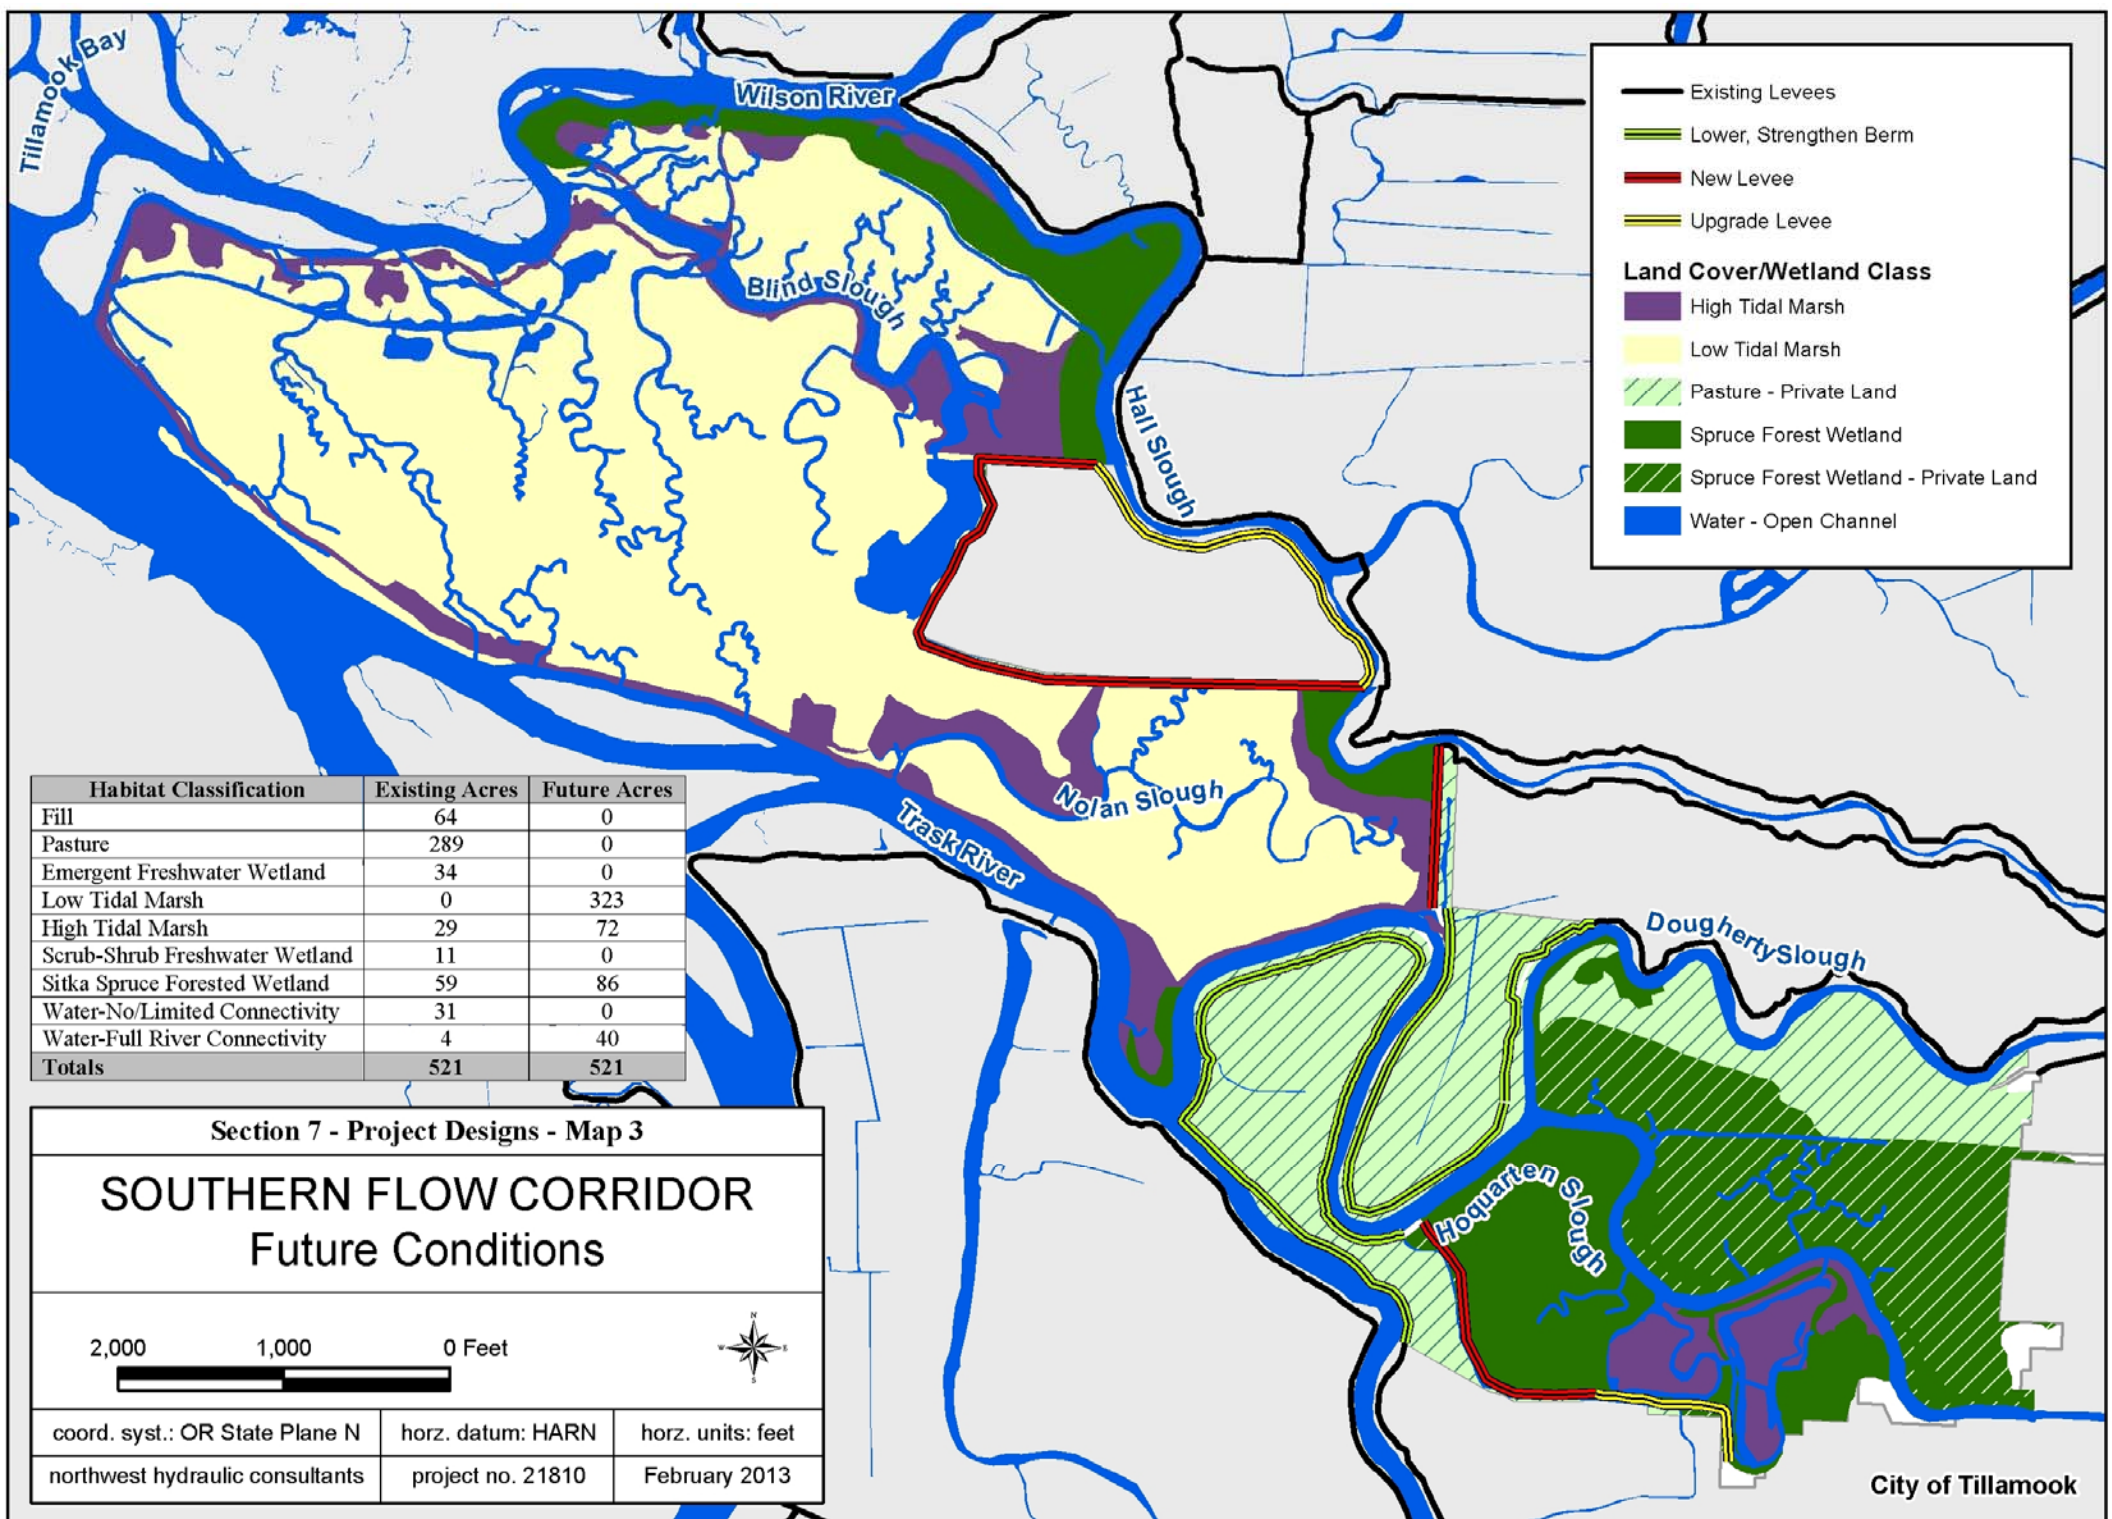 Tillamook Bay
Wilson River
Blind Slough
Hall Slough
Nolan Slough
Trask River
Dougherty Slough
Hoquarten Slough
City of Tillamook
Existing Levees
Lower, Strengthen Berm
New Levee
Upgrade Levee
Land Cover/Wetland Class
High Tidal Marsh
Low Tidal Marsh
Pasture - Private Land
Spruce Forest Wetland
Spruce Forest Wetland - Private Land
Water - Open Channel
Habitat Classification Existing Acres Future Acres
Fill 64 0
Pasture 289 0
Emergent Freshwater Wetland 34 0
Low Tidal Marsh 0 323
High Tidal Marsh 29 72
Scrub-Shrub Freshwater Wetland 11 0
Sitka Spruce Forested Wetland 59 86
Water-No/Limited Connectivity 31 0
Water-Full River Connectivity 4 40
Totals 521 521
Section 7 - Project Designs - Map 3
SOUTHERN FLOW CORRIDOR
Future Conditions
2,000 1,000 0 Feet
N
W E
S
coord. syst.: OR State Plane N horz. datum: HARN horz. units: feet
northwest hydraulic consultants project no. 21810 February 2013